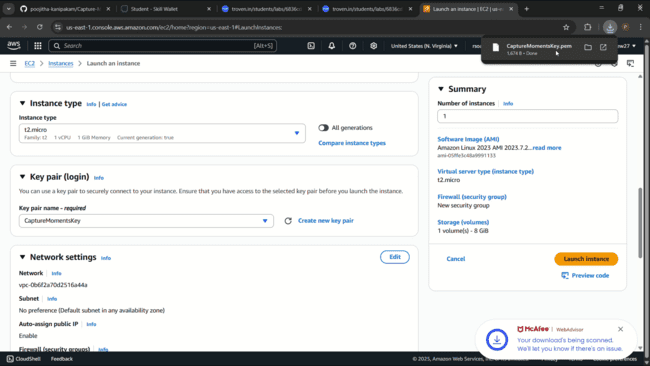 poojitha-kanipakam/Capture-M
Student - Skill Wallet
troven.in/student/labs/6836c
troven.in/student/labs/6836c
Launch an instance | EC2 | us-e
us-east-1.console.aws.amazon.com/ec2/home?region=us-east-1#LaunchInstances:
aws
Search
[Alt+S]
United States (N. Virginia)
CaptureMomentsKey.pem
1,674 B • Done
EC2
Instances
Launch an instance
Instance type Info | Get advice
Instance type
t2.micro
Family: t2 1 vCPU 1 GiB Memory Current generation: true
All generations
Compare instance types
Key pair (login) Info
You can use a key pair to securely connect to your instance. Ensure that you have access to the selected key pair before you launch the instance.
Key pair name - required
CaptureMomentsKey
Create new key pair
Network settings Info
Edit
Network Info
vpc-0b6f2a70d2516a44a
Subnet Info
No preference (Default subnet in any availability zone)
Auto-assign public IP Info
Enable
Firewall (security groups) Info
Summary
Number of instances Info
1
Software Image (AMI)
Amazon Linux 2023 AMI 2023.7.2...read more
ami-05ffe3c48a9991133
Virtual server type (instance type)
t2.micro
Firewall (security group)
New security group
Storage (volumes)
1 volume(s) - 8 GiB
Cancel
Launch instance
Preview code
McAfee | WebAdvisor
Your download's being scanned.
We'll let you know if there's an issue.
CloudShell
Feedback
© 2025, Amazon Web Services, Inc.